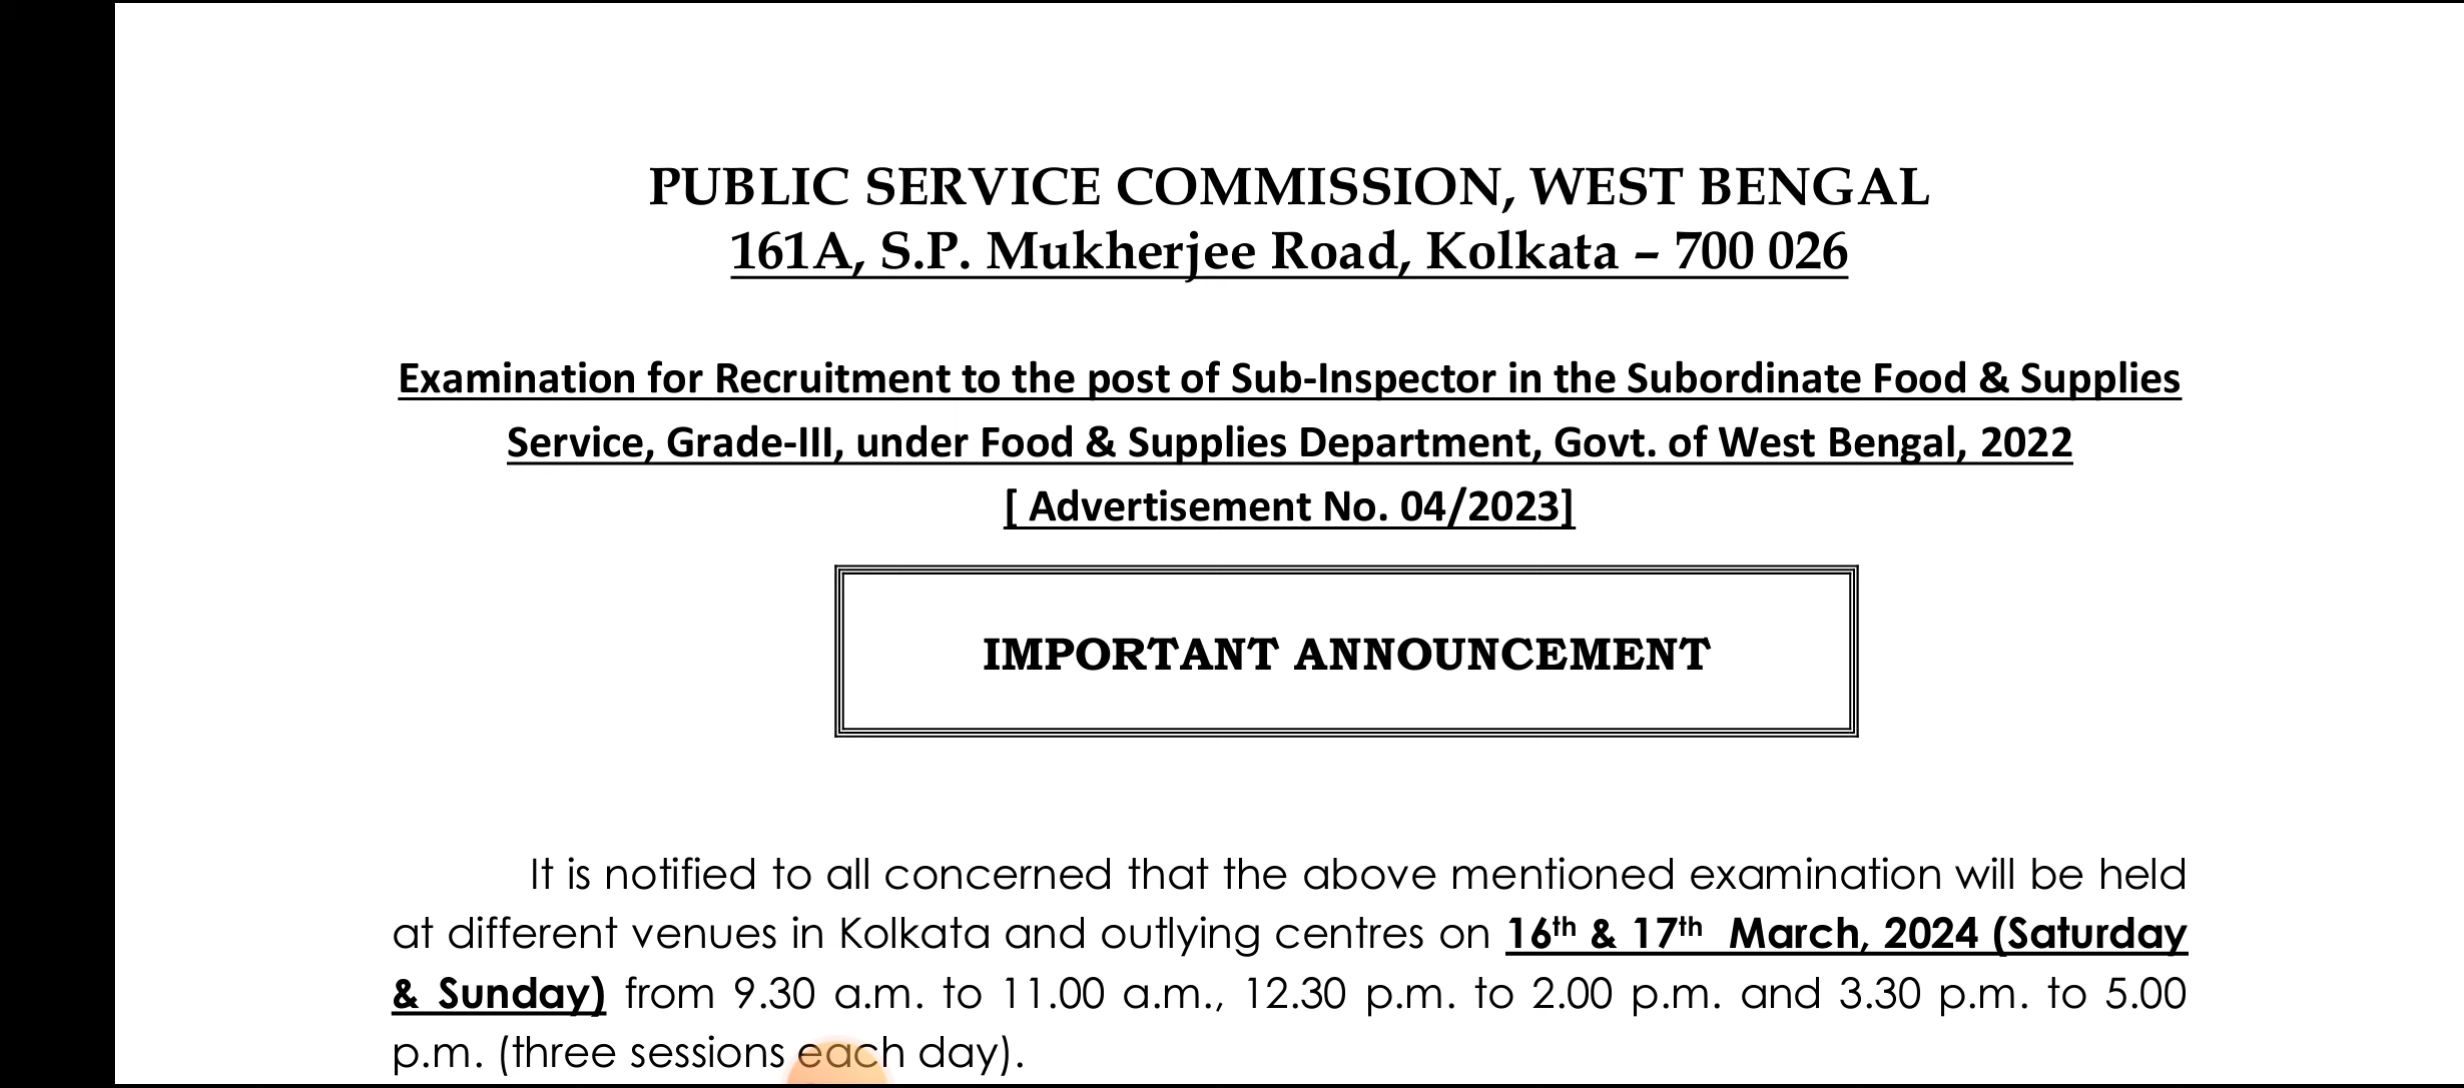 PUBLIC SERVICE COMMISSION, WEST BENGAL
161A, S.P. Mukherjee Road, Kolkata – 700 026
Examination for Recruitment to the post of Sub-Inspector in the Subordinate Food & Supplies
Service, Grade-III, under Food & Supplies Department, Govt. of West Bengal, 2022
[ Advertisement No. 04/2023]
IMPORTANT ANNOUNCEMENT
It is notified to all concerned that the above mentioned examination will be held
at different venues in Kolkata and outlying centres on 16th & 17th March, 2024 (Saturday
& Sunday) from 9.30 a.m. to 11.00 a.m., 12.30 p.m. to 2.00 p.m. and 3.30 p.m. to 5.00
p.m. (three sessions each day).